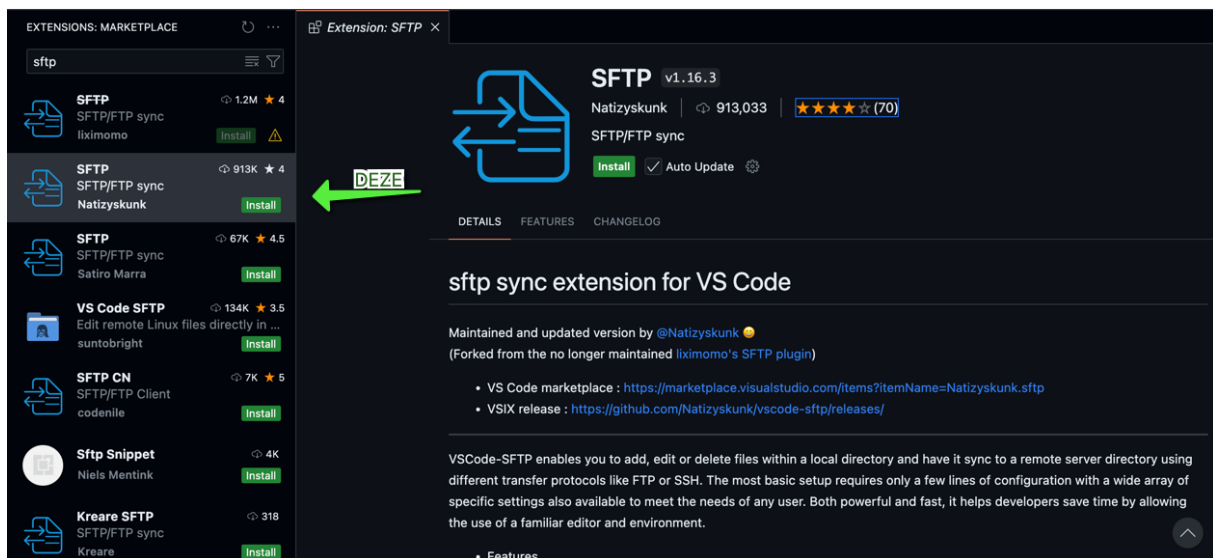 EXTENSIONS: MARKETPLACE
sftp
SFTP
1.2M ★ 4
SFTP/FTP sync
liximomo
Install
SFTP
913K ★ 4
SFTP/FTP sync
Natizyskunk
Install
SFTP
67K ★ 4.5
SFTP/FTP sync
Satiro Marra
Install
VS Code SFTP
134K ★ 3.5
Edit remote Linux files directly in ...
suntobright
Install
SFTP CN
7K ★ 5
SFTP/FTP Client
codenile
Install
Sftp Snippet
4K
Niels Mentink
Install
Kreare SFTP
318
SFTP/FTP sync
Kreare
Install
DEZE
Extension: SFTP
SFTP v1.16.3
Natizyskunk | 913,033 | ★★★★☆ (70)
SFTP/FTP sync
Install Auto Update
DETAILS FEATURES CHANGELOG
sftp sync extension for VS Code
Maintained and updated version by @Natizyskunk 😀
(Forked from the no longer maintained liximomo's SFTP plugin)
• VS Code marketplace : https://marketplace.visualstudio.com/items?itemName=Natizyskunk.sftp
• VSIX release : https://github.com/Natizyskunk/vscode-sftp/releases/
VSCode-SFTP enables you to add, edit or delete files within a local directory and have it sync to a remote server directory using
different transfer protocols like FTP or SSH. The most basic setup requires only a few lines of configuration with a wide array of
specific settings also available to meet the needs of any user. Both powerful and fast, it helps developers save time by allowing
the use of a familiar editor and environment.
• Features